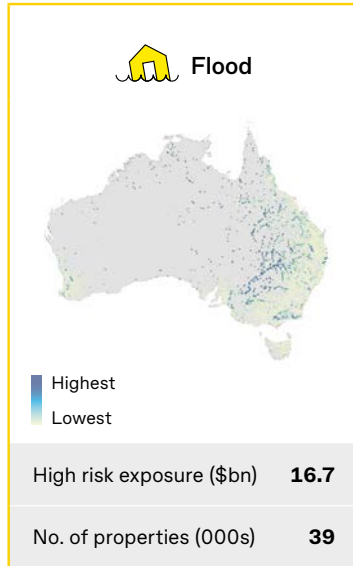 Flood
Highest
Lowest
High risk exposure ($bn) 16.7
No. of properties (000s) 39